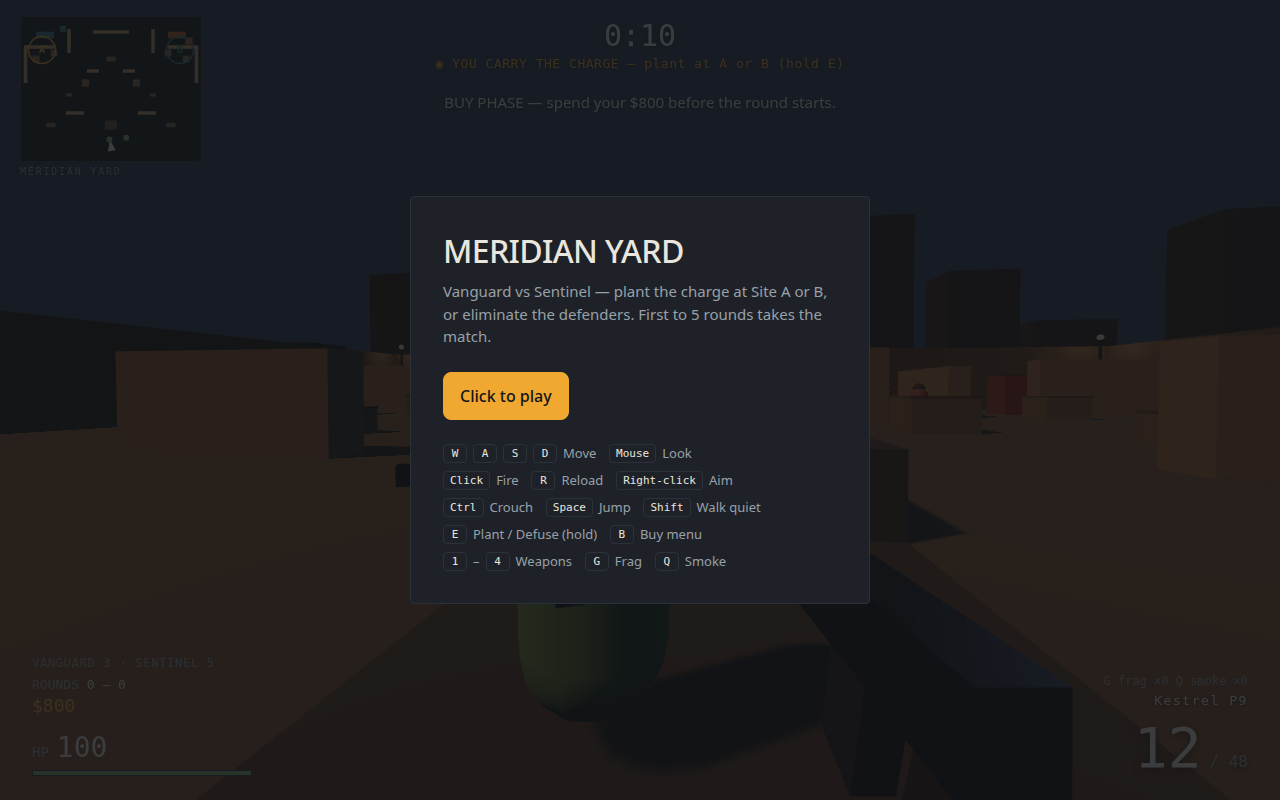 0:10
◉ YOU CARRY THE CHARGE — plant at A or B (hold E)
BUY PHASE — spend your $800 before the round starts.
MERIDIAN YARD
MERIDIAN YARD
Vanguard vs Sentinel — plant the charge at Site A or B,
or eliminate the defenders. First to 5 rounds takes the
match.
Click to play
W A S D Move Mouse Look
Click Fire R Reload Right-click Aim
Ctrl Crouch Space Jump Shift Walk quiet
E Plant / Defuse (hold) B Buy menu
1 – 4 Weapons G Frag Q Smoke
VANGUARD 3 · SENTINEL 5
ROUNDS 0 — 0
$800
HP 100
G frag ×0 Q smoke ×0
Kestrel P9
12 / 48